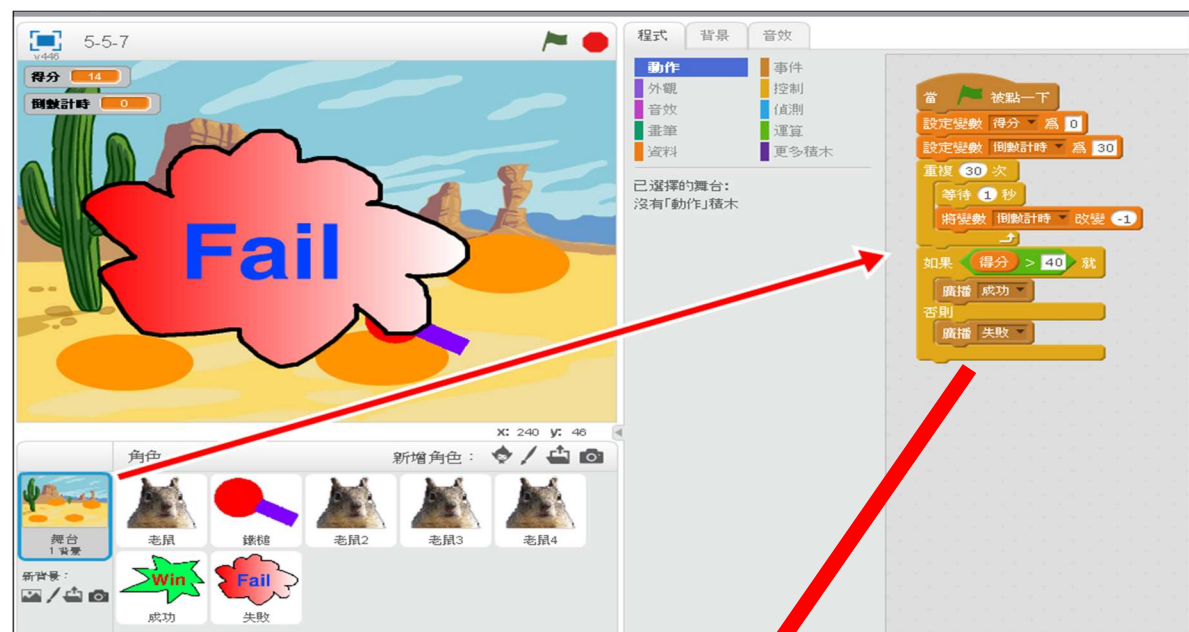 5-5-7
v446
得分 14
倒數計時 0
Fail
x: 240 y: 46
角色
新增角色：
舞台
1 背景
新背景：
老鼠
鐵槌
老鼠2
老鼠3
老鼠4
Win
成功
Fail
失敗
程式
背景
音效
動作
外觀
音效
畫筆
資料
事件
控制
偵測
運算
更多積木
已選擇的舞台:
沒有「動作」積木
當 被點一下
設定變數 得分 為 0
設定變數 倒數計時 為 30
重複 30 次
等待 1 秒
將變數 倒數計時 改變 -1
如果 得分 > 40 就
廣播 成功
否則
廣播 失敗